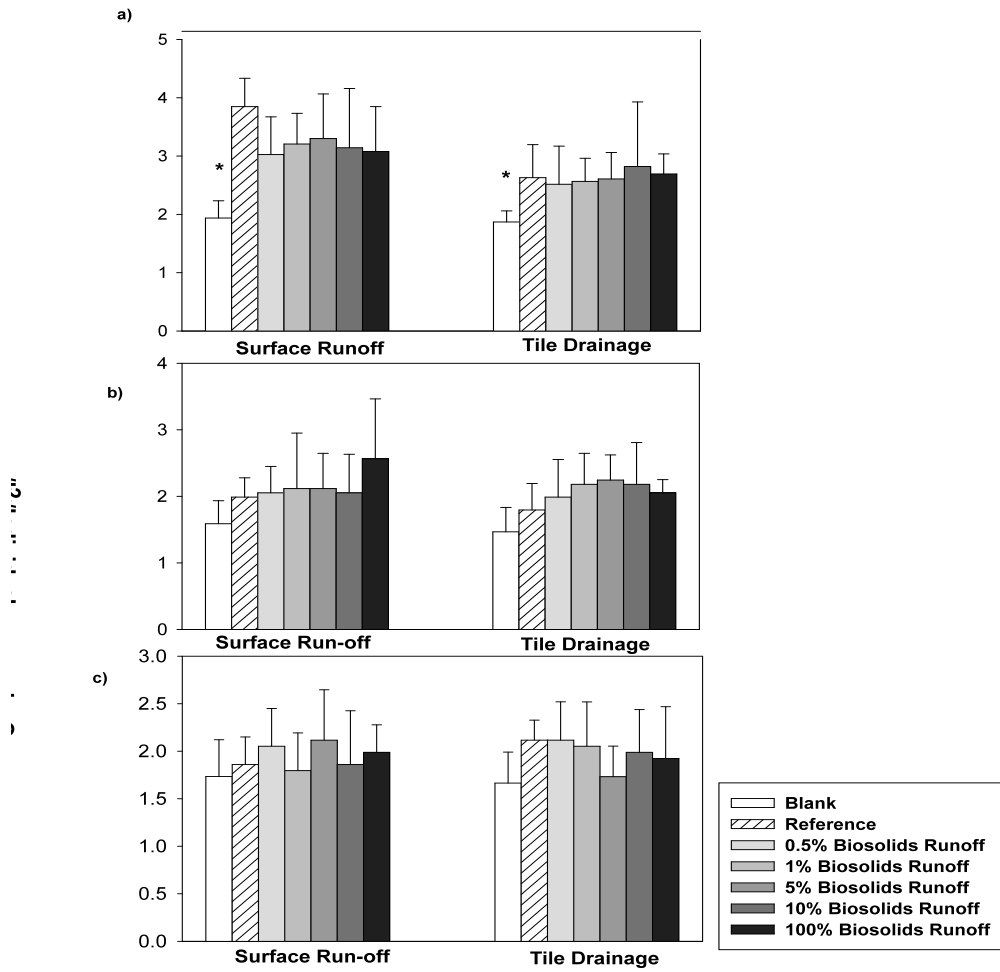 a)
5
4
3
2
1
0
*
*
Surface Runoff
Tile Drainage
b)
4
3
2
1
0
Surface Run-off
Tile Drainage
c)
3.0
2.5
2.0
1.5
1.0
0.5
0.0
Surface Run-off
Tile Drainage
Blank
Reference
0.5% Biosolids Runoff
1% Biosolids Runoff
5% Biosolids Runoff
10% Biosolids Runoff
100% Biosolids Runoff